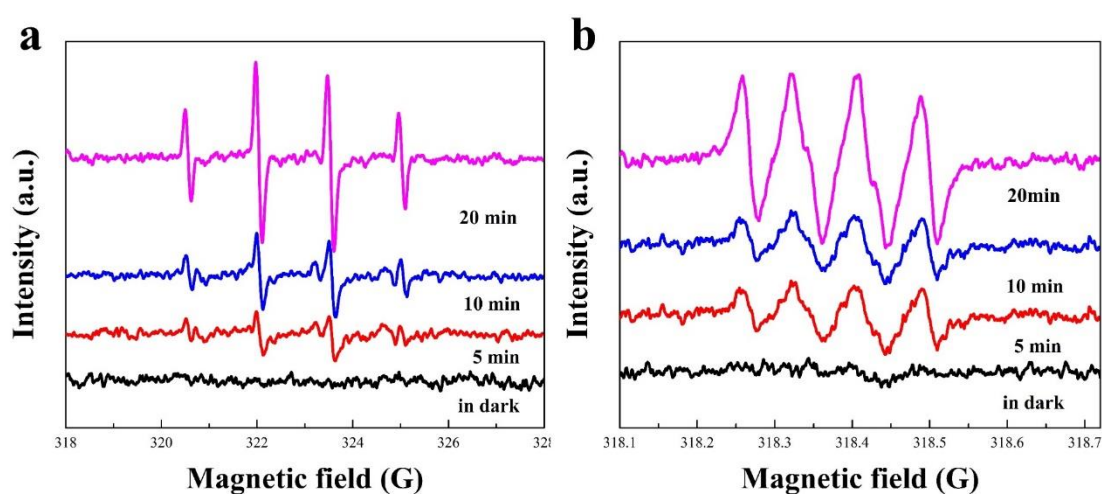 a
Intensity (a.u.)
20 min
10 min
5 min
in dark
318 320 322 324 326 328
Magnetic field (G)
b
Intensity (a.u.)
20min
10 min
5 min
in dark
318.1 318.2 318.3 318.4 318.5 318.6 318.7
Magnetic field (G)